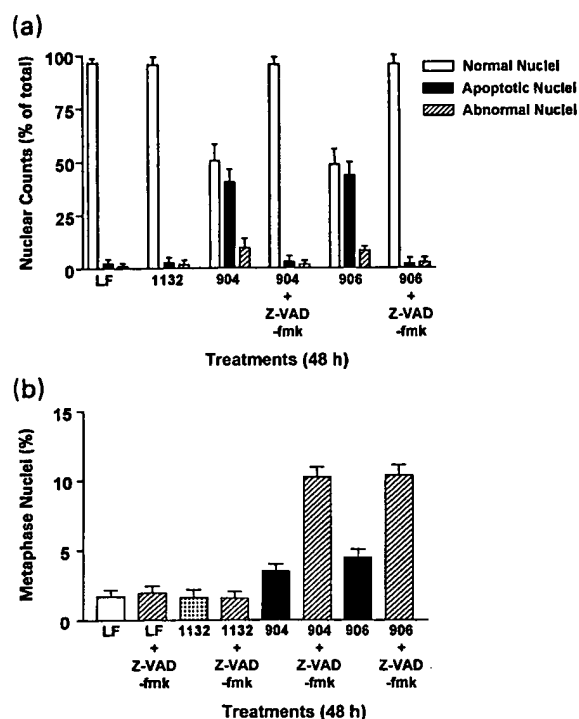 (a)
Nuclear Counts (% of total)
100
75
50
25
0
Normal Nuclei
Apoptotic Nuclei
Abnormal Nuclei
LF 1132 904 904 906 906
+ +
Z-VAD Z-VAD
-fmk -fmk
Treatments (48 h)
(b)
Metaphase Nuclei (%)
15
10
5
0
LF LF 1132 1132 904 904 906 906
+ + + +
Z-VAD Z-VAD Z-VAD Z-VAD
-fmk -fmk -fmk -fmk
Treatments (48 h)